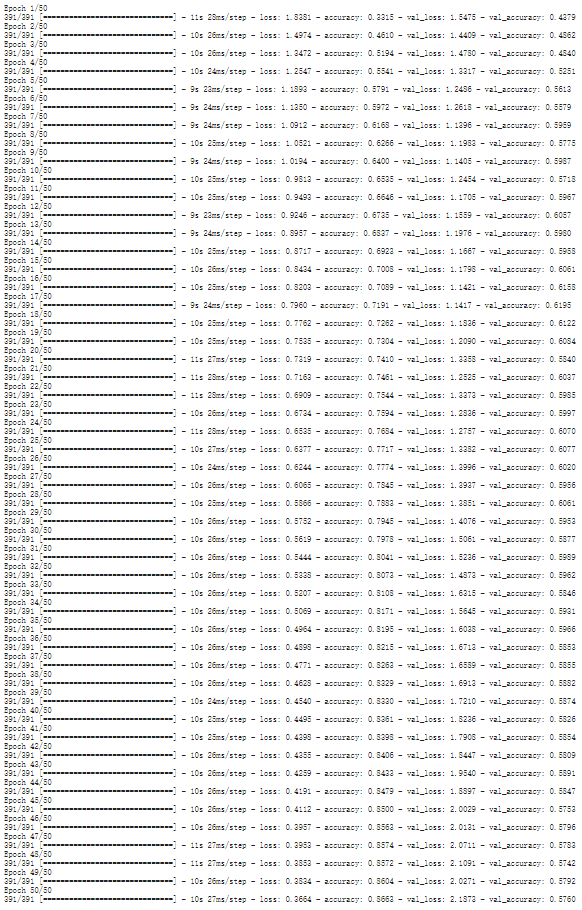 Epoch 1/50
391/391 [==============================] - 11s 28ms/step - loss: 1.8381 - accuracy: 0.3315 - val_loss: 1.5475 - val_accuracy: 0.4379
Epoch 2/50
391/391 [==============================] - 10s 26ms/step - loss: 1.4974 - accuracy: 0.4610 - val_loss: 1.4409 - val_accuracy: 0.4862
Epoch 3/50
391/391 [==============================] - 10s 26ms/step - loss: 1.3472 - accuracy: 0.5194 - val_loss: 1.4780 - val_accuracy: 0.4840
Epoch 4/50
391/391 [==============================] - 10s 24ms/step - loss: 1.2547 - accuracy: 0.5541 - val_loss: 1.3317 - val_accuracy: 0.5251
Epoch 5/50
391/391 [==============================] - 9s 23ms/step - loss: 1.1893 - accuracy: 0.5791 - val_loss: 1.2486 - val_accuracy: 0.5613
Epoch 6/50
391/391 [==============================] - 9s 24ms/step - loss: 1.1350 - accuracy: 0.5972 - val_loss: 1.2618 - val_accuracy: 0.5579
Epoch 7/50
391/391 [==============================] - 9s 24ms/step - loss: 1.0912 - accuracy: 0.6168 - val_loss: 1.1396 - val_accuracy: 0.5959
Epoch 8/50
391/391 [==============================] - 10s 25ms/step - loss: 1.0521 - accuracy: 0.6266 - val_loss: 1.1983 - val_accuracy: 0.5775
Epoch 9/50
391/391 [==============================] - 9s 24ms/step - loss: 1.0194 - accuracy: 0.6400 - val_loss: 1.1405 - val_accuracy: 0.5987
Epoch 10/50
391/391 [==============================] - 10s 25ms/step - loss: 0.9813 - accuracy: 0.6535 - val_loss: 1.2454 - val_accuracy: 0.5718
Epoch 11/50
391/391 [==============================] - 10s 25ms/step - loss: 0.9493 - accuracy: 0.6646 - val_loss: 1.1705 - val_accuracy: 0.5967
Epoch 12/50
391/391 [==============================] - 9s 23ms/step - loss: 0.9246 - accuracy: 0.6735 - val_loss: 1.1559 - val_accuracy: 0.6057
Epoch 13/50
391/391 [==============================] - 9s 24ms/step - loss: 0.8957 - accuracy: 0.6837 - val_loss: 1.1976 - val_accuracy: 0.5980
Epoch 14/50
391/391 [==============================] - 10s 25ms/step - loss: 0.8717 - accuracy: 0.6923 - val_loss: 1.1667 - val_accuracy: 0.5958
Epoch 15/50
391/391 [==============================] - 10s 26ms/step - loss: 0.8434 - accuracy: 0.7008 - val_loss: 1.1798 - val_accuracy: 0.6061
Epoch 16/50
391/391 [==============================] - 10s 25ms/step - loss: 0.8203 - accuracy: 0.7089 - val_loss: 1.1421 - val_accuracy: 0.6158
Epoch 17/50
391/391 [==============================] - 9s 24ms/step - loss: 0.7960 - accuracy: 0.7191 - val_loss: 1.1417 - val_accuracy: 0.6195
Epoch 18/50
391/391 [==============================] - 10s 25ms/step - loss: 0.7762 - accuracy: 0.7262 - val_loss: 1.1836 - val_accuracy: 0.6122
Epoch 19/50
391/391 [==============================] - 10s 25ms/step - loss: 0.7535 - accuracy: 0.7304 - val_loss: 1.2090 - val_accuracy: 0.6084
Epoch 20/50
391/391 [==============================] - 11s 27ms/step - loss: 0.7319 - accuracy: 0.7410 - val_loss: 1.3358 - val_accuracy: 0.5840
Epoch 21/50
391/391 [==============================] - 11s 28ms/step - loss: 0.7163 - accuracy: 0.7461 - val_loss: 1.2525 - val_accuracy: 0.6037
Epoch 22/50
391/391 [==============================] - 11s 28ms/step - loss: 0.6909 - accuracy: 0.7544 - val_loss: 1.3373 - val_accuracy: 0.5985
Epoch 23/50
391/391 [==============================] - 10s 26ms/step - loss: 0.6734 - accuracy: 0.7594 - val_loss: 1.2836 - val_accuracy: 0.5997
Epoch 24/50
391/391 [==============================] - 11s 28ms/step - loss: 0.6535 - accuracy: 0.7684 - val_loss: 1.2757 - val_accuracy: 0.6070
Epoch 25/50
391/391 [==============================] - 10s 27ms/step - loss: 0.6377 - accuracy: 0.7717 - val_loss: 1.3382 - val_accuracy: 0.6077
Epoch 26/50
391/391 [==============================] - 10s 24ms/step - loss: 0.6244 - accuracy: 0.7774 - val_loss: 1.3996 - val_accuracy: 0.6020
Epoch 27/50
391/391 [==============================] - 10s 26ms/step - loss: 0.6065 - accuracy: 0.7845 - val_loss: 1.3937 - val_accuracy: 0.5956
Epoch 28/50
391/391 [==============================] - 10s 25ms/step - loss: 0.5866 - accuracy: 0.7883 - val_loss: 1.3851 - val_accuracy: 0.6061
Epoch 29/50
391/391 [==============================] - 10s 26ms/step - loss: 0.5752 - accuracy: 0.7945 - val_loss: 1.4076 - val_accuracy: 0.5953
Epoch 30/50
391/391 [==============================] - 10s 26ms/step - loss: 0.5619 - accuracy: 0.7978 - val_loss: 1.5061 - val_accuracy: 0.5877
Epoch 31/50
391/391 [==============================] - 10s 26ms/step - loss: 0.5444 - accuracy: 0.8041 - val_loss: 1.5236 - val_accuracy: 0.5989
Epoch 32/50
391/391 [==============================] - 10s 26ms/step - loss: 0.5338 - accuracy: 0.8073 - val_loss: 1.4873 - val_accuracy: 0.5962
Epoch 33/50
391/391 [==============================] - 10s 26ms/step - loss: 0.5207 - accuracy: 0.8108 - val_loss: 1.6315 - val_accuracy: 0.5846
Epoch 34/50
391/391 [==============================] - 10s 26ms/step - loss: 0.5069 - accuracy: 0.8171 - val_loss: 1.5645 - val_accuracy: 0.5931
Epoch 35/50
391/391 [==============================] - 10s 26ms/step - loss: 0.4964 - accuracy: 0.8195 - val_loss: 1.6035 - val_accuracy: 0.5966
Epoch 36/50
391/391 [==============================] - 10s 26ms/step - loss: 0.4898 - accuracy: 0.8215 - val_loss: 1.6713 - val_accuracy: 0.5853
Epoch 37/50
391/391 [==============================] - 10s 26ms/step - loss: 0.4771 - accuracy: 0.8263 - val_loss: 1.6589 - val_accuracy: 0.5855
Epoch 38/50
391/391 [==============================] - 10s 26ms/step - loss: 0.4628 - accuracy: 0.8329 - val_loss: 1.6913 - val_accuracy: 0.5882
Epoch 39/50
391/391 [==============================] - 10s 24ms/step - loss: 0.4540 - accuracy: 0.8330 - val_loss: 1.7210 - val_accuracy: 0.5874
Epoch 40/50
391/391 [==============================] - 10s 25ms/step - loss: 0.4495 - accuracy: 0.8361 - val_loss: 1.8236 - val_accuracy: 0.5826
Epoch 41/50
391/391 [==============================] - 10s 25ms/step - loss: 0.4398 - accuracy: 0.8395 - val_loss: 1.7908 - val_accuracy: 0.5854
Epoch 42/50
391/391 [==============================] - 10s 26ms/step - loss: 0.4355 - accuracy: 0.8406 - val_loss: 1.8447 - val_accuracy: 0.5809
Epoch 43/50
391/391 [==============================] - 10s 26ms/step - loss: 0.4259 - accuracy: 0.8433 - val_loss: 1.9540 - val_accuracy: 0.5891
Epoch 44/50
391/391 [==============================] - 10s 26ms/step - loss: 0.4191 - accuracy: 0.8479 - val_loss: 1.8897 - val_accuracy: 0.5847
Epoch 45/50
391/391 [==============================] - 10s 26ms/step - loss: 0.4112 - accuracy: 0.8500 - val_loss: 2.0029 - val_accuracy: 0.5753
Epoch 46/50
391/391 [==============================] - 10s 26ms/step - loss: 0.3957 - accuracy: 0.8563 - val_loss: 2.0131 - val_accuracy: 0.5796
Epoch 47/50
391/391 [==============================] - 11s 27ms/step - loss: 0.3953 - accuracy: 0.8574 - val_loss: 2.0711 - val_accuracy: 0.5783
Epoch 48/50
391/391 [==============================] - 11s 27ms/step - loss: 0.3853 - accuracy: 0.8572 - val_loss: 2.1091 - val_accuracy: 0.5742
Epoch 49/50
391/391 [==============================] - 10s 26ms/step - loss: 0.3834 - accuracy: 0.8604 - val_loss: 2.0271 - val_accuracy: 0.5792
Epoch 50/50
391/391 [==============================] - 10s 27ms/step - loss: 0.3664 - accuracy: 0.8663 - val_loss: 2.1873 - val_accuracy: 0.5760